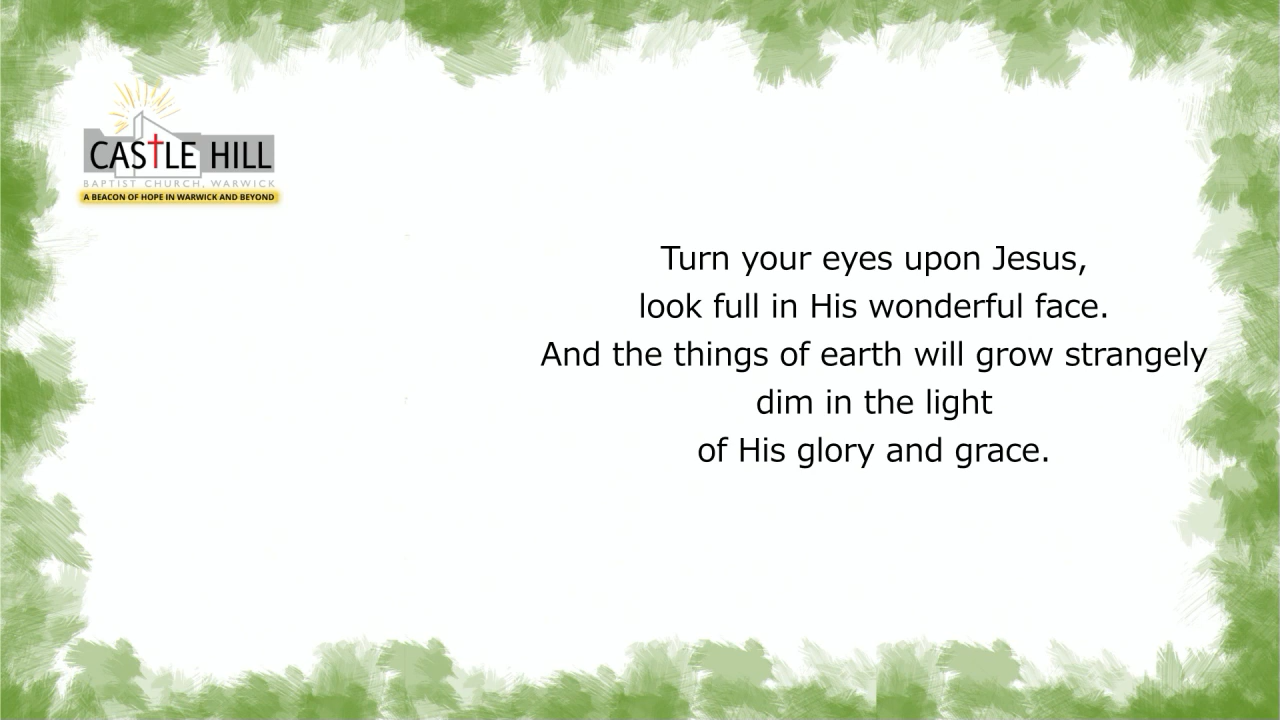 CASTLE HILL
BAPTIST CHURCH, WARWICK
A BEACON OF HOPE IN WARWICK AND BEYOND
Turn your eyes upon Jesus,
look full in His wonderful face.
And the things of earth will grow strangely
dim in the light
of His glory and grace.